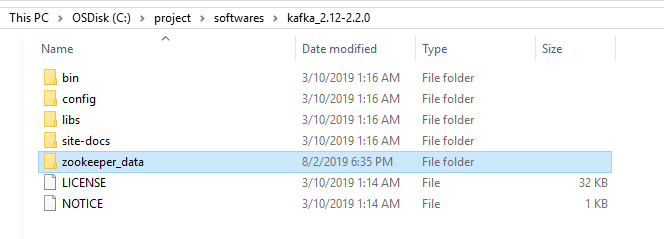 This PC > OSDisk (C:) > project > softwares > kafka_2.12-2.2.0
Name Date modified Type Size
bin 3/10/2019 1:16 AM File folder
config 3/10/2019 1:16 AM File folder
libs 3/10/2019 1:16 AM File folder
site-docs 3/10/2019 1:16 AM File folder
zookeeper_data 8/2/2019 6:35 PM File folder
LICENSE 3/10/2019 1:14 AM File 32 KB
NOTICE 3/10/2019 1:14 AM File 1 KB